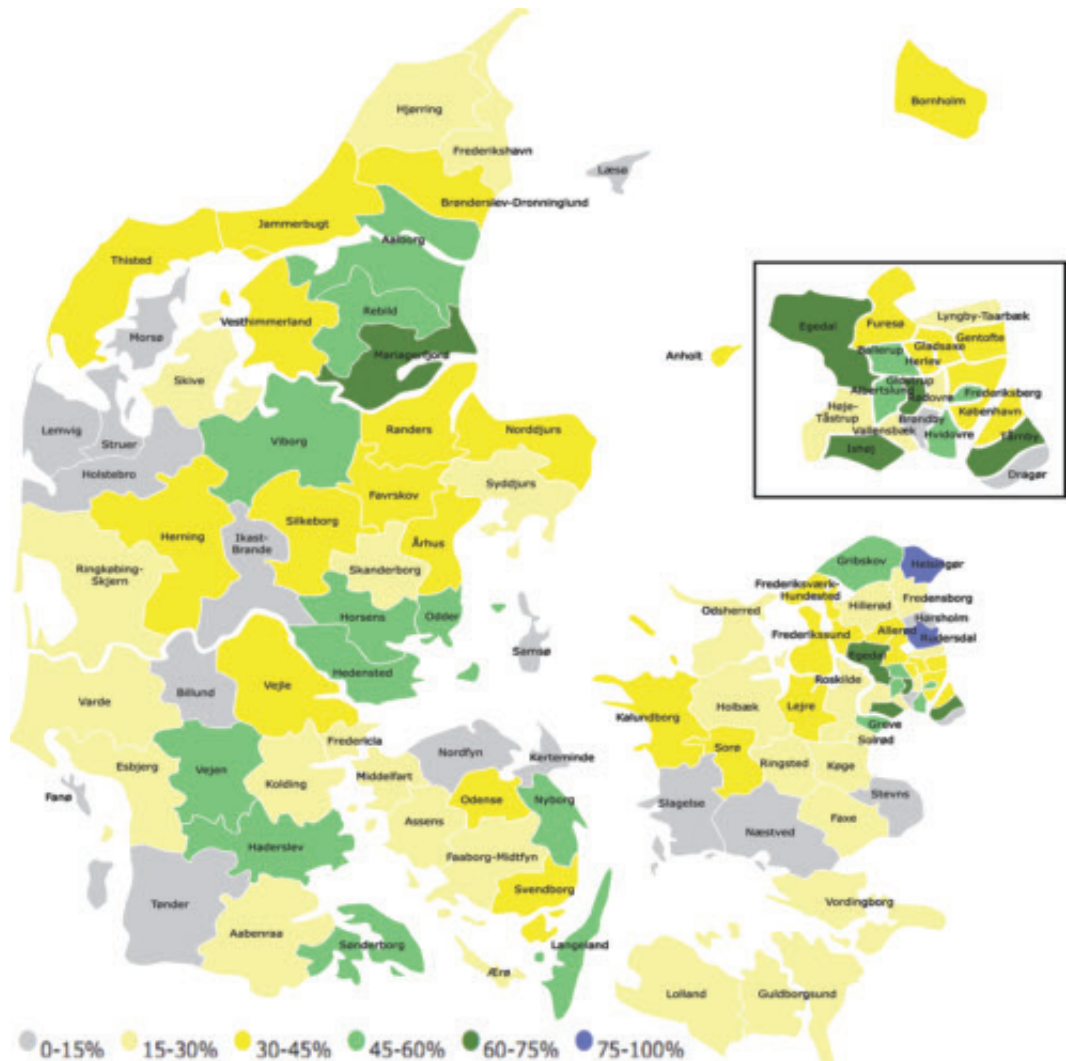 Bornholm
Hjørring
Frederikshavn
Læsø
Brønderslev-Dronninglund
Jammerbugt
Aalborg
Thisted
Rebild
Vesthimmerland
Morsø
Mariagerfjord
Skive
Anholt
Egedal
Furesø
Lyngby-Taarbæk
Gladsaxe
Gentofte
Ballerup
Herlev
Glostrup
Albertslund
Rødovre
Frederiksberg
Høje-
Tåstrup
Brøndby
København
Vallensbæk
Hvidovre
Tårnby
Ishøj
Dragør
Lemvig
Struer
Holstebro
Viborg
Randers
Norddjurs
Syddjurs
Favrskov
Herning
Silkeborg
Ikast-
Brande
Århus
Ringkøbing-
Skjern
Skanderborg
Horsens
Odder
Hedensted
Samsø
Gribskov
Helsingør
Frederiksværk-
Hundested
Fredensborg
Hillerød
Odsherred
Hørsholm
Frederikssund
Allerød
Rudersdal
Egedal
Roskilde
Holbæk
Lejre
Kalundborg
Greve
Solrød
Sorø
Ringsted
Køge
Stevns
Slagelse
Næstved
Faxe
Varde
Billund
Vejle
Fredericia
Esbjerg
Vejen
Kolding
Middelfart
Nordfyn
Kerteminde
Fanø
Odense
Nyborg
Assens
Haderslev
Faaborg-Midtfyn
Svendborg
Tønder
Aabenraa
Sønderborg
Langeland
Ærø
Vordingborg
Lolland
Guldborgsund
0-15% 15-30% 30-45% 45-60% 60-75% 75-100%